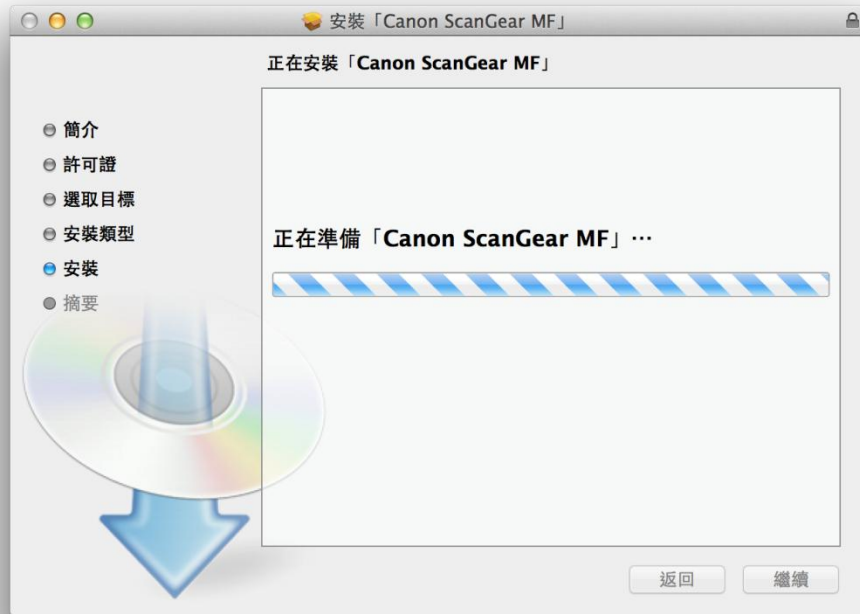 安裝「Canon ScanGear MF」
正在安裝「Canon ScanGear MF」
簡介
許可證
選取目標
安裝類型
安裝
摘要
正在準備「Canon ScanGear MF」⋯
返回
繼續